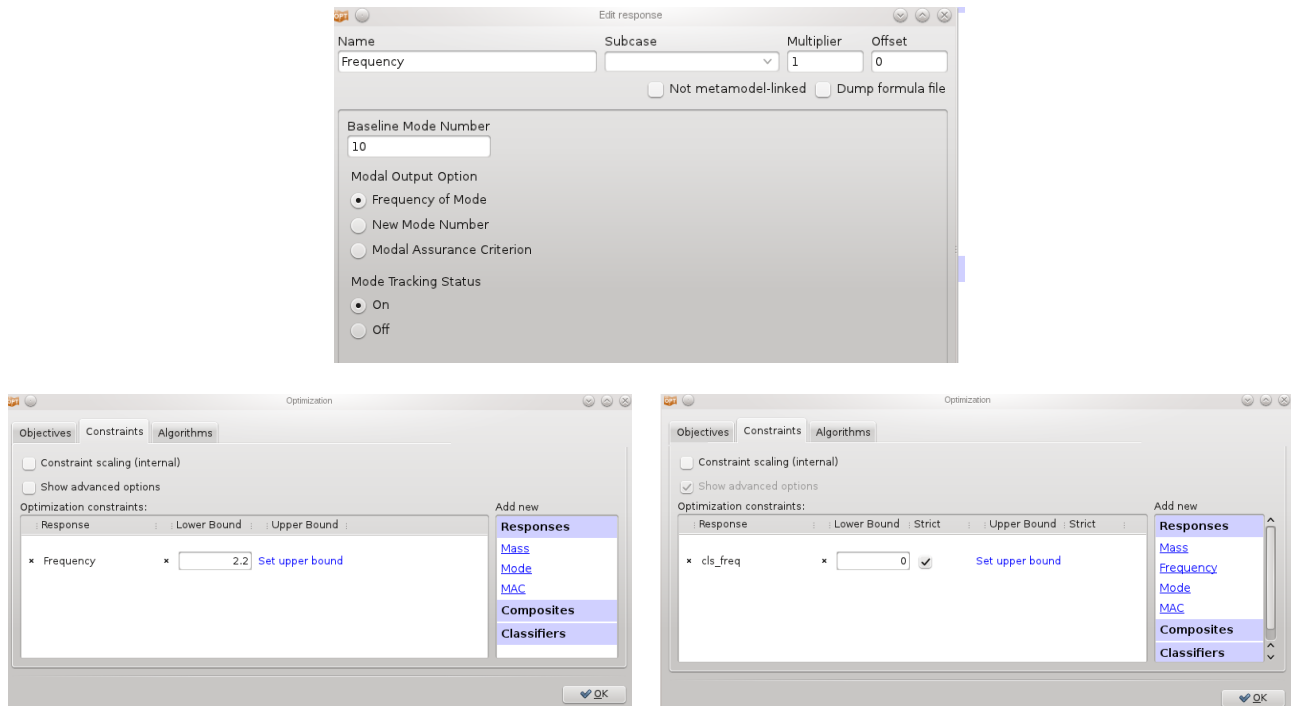 OPT Edit response
Name Subcase Multiplier Offset
Frequency 1 0
Not metamodel-linked Dump formula file
Baseline Mode Number
10
Modal Output Option
Frequency of Mode
New Mode Number
Modal Assurance Criterion
Mode Tracking Status
On
Off
OPT Optimization
Objectives Constraints Algorithms
Constraint scaling (internal)
Show advanced options
Optimization constraints: Add new
Response Lower Bound Upper Bound Responses
Mass
Frequency 2.2 Set upper bound
Mode
MAC
Composites
Classifiers
OK
OPT Optimization
Objectives Constraints Algorithms
Constraint scaling (internal)
Show advanced options
Optimization constraints: Add new
Response Lower Bound Strict Upper Bound Strict Responses
Mass
cls_freq 0 Set upper bound
Frequency
Mode
MAC
Composites
Classifiers
OK